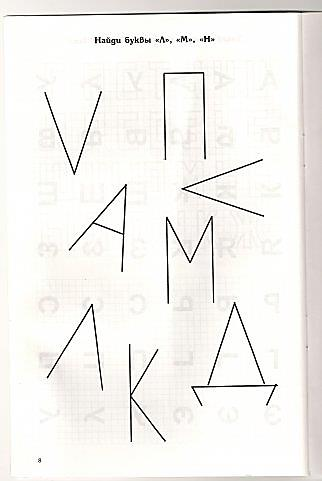 Найди буквы «Л», «М», «Н»
V П
<
А М
Л К Д
8